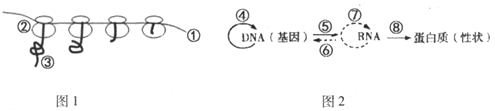 ② ③ ①
④ DNA（基因） ⑤ ⑥ ⑦ RNA ⑧ 蛋白质（性状）
图1 图2